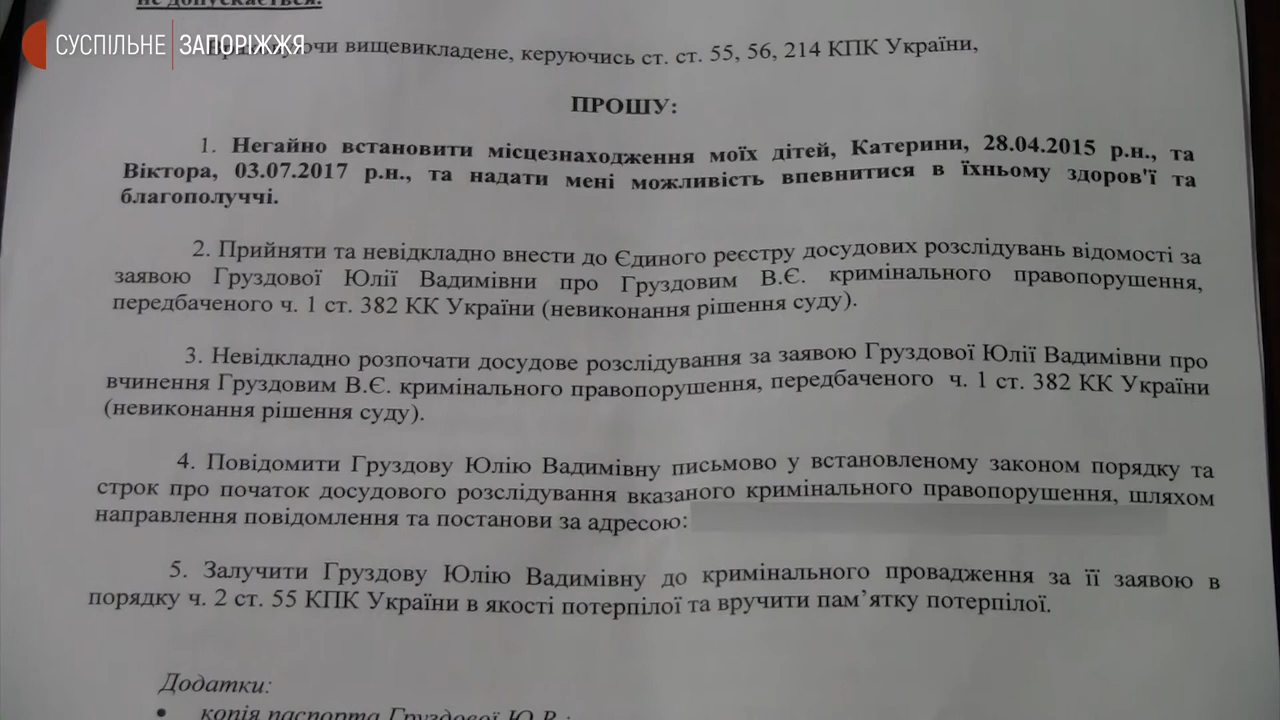 не допускається.
СУСПІЛЬНЕ ЗАПОРІЖЖЯ
вищевикладене, керуючись ст. ст. 55, 56, 214 КПК України,
ПРОШУ:
1. Негайно встановити місцезнаходження моїх дітей, Катерини, 28.04.2015 р.н., та
Віктора, 03.07.2017 р.н., та надати мені можливість впевнитися в їхньому здоров'ї та
благополуччі.
2. Прийняти та невідкладно внести до Єдиного реєстру досудових розслідувань відомості за
заявою Груздової Юлії Вадимівни про Груздовим В.Є. кримінального правопорушення,
передбаченого ч. 1 ст. 382 КК України (невиконання рішення суду).
3. Невідкладно розпочати досудове розслідування за заявою Груздової Юлії Вадимівни про
вчинення Груздовим В.Є. кримінального правопорушення, передбаченого ч. 1 ст. 382 КК України
(невиконання рішення суду).
4. Повідомити Груздову Юлію Вадимівну письмово у встановленому законом порядку та
строк про початок досудового розслідування вказаного кримінального правопорушення, шляхом
направлення повідомлення та постанови за адресою:
5. Залучити Груздову Юлію Вадимівну до кримінального провадження за її заявою в
порядку ч. 2 ст. 55 КПК України в якості потерпілої та вручити пам’ятку потерпілої.
Додатки:
• копія паспорта Груздової Ю.В.;